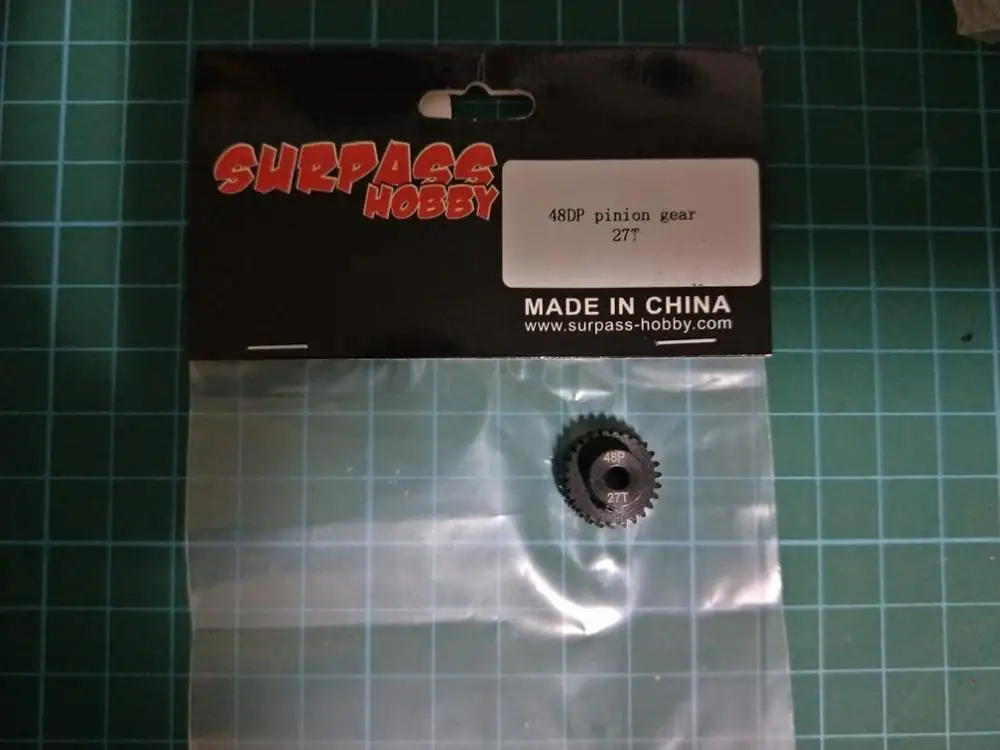 SURPASS
HOBBY
48DP pinion gear
27T
MADE IN CHINA
www.surpass-hobby.com
48P
27T